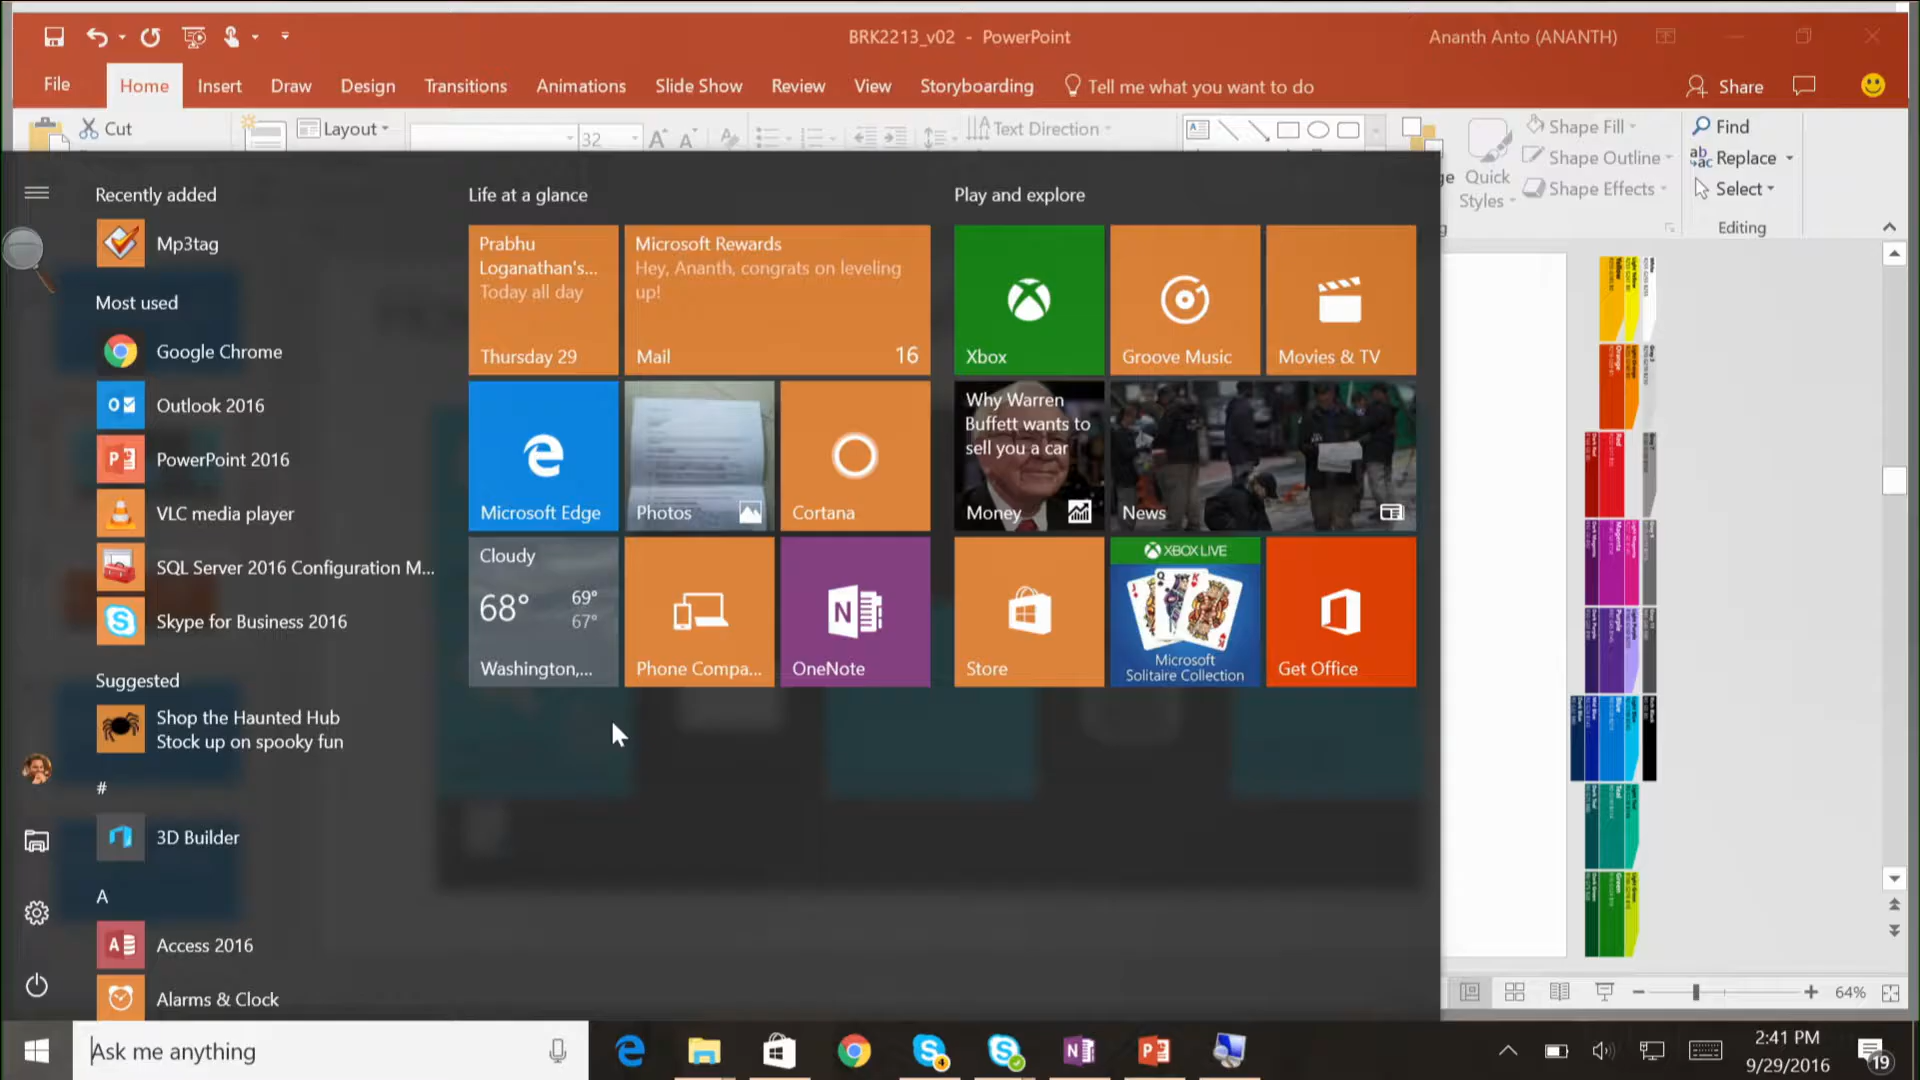 BRK2213_v02 - PowerPoint
Ananth Anto (ANANTH)
File
Home
Insert
Draw
Design
Transitions
Animations
Slide Show
Review
View
Storyboarding
Tell me what you want to do
Share
Cut
Layout
32
Text Direction
Shape Fill
Shape Outline
Shape Effects
ge
Quick
Styles
Find
Replace
Select
Editing
Recently added
Mp3tag
Most used
Google Chrome
Outlook 2016
PowerPoint 2016
VLC media player
SQL Server 2016 Configuration M...
Skype for Business 2016
Suggested
Shop the Haunted Hub
Stock up on spooky fun
#
3D Builder
A
Access 2016
Alarms & Clock
Life at a glance
Prabhu
Loganathan's...
Today all day
Thursday 29
Microsoft Rewards
Hey, Ananth, congrats on leveling
up!
Mail
16
Microsoft Edge
Photos
Cortana
Cloudy
68°
69°
67°
Washington,...
Phone Compa...
OneNote
Play and explore
Xbox
Groove Music
Movies & TV
Why Warren
Buffett wants to
sell you a car
Money
News
Store
XBOX LIVE
Microsoft
Solitaire Collection
Get Office
64%
Ask me anything
2:41 PM
9/29/2016
19